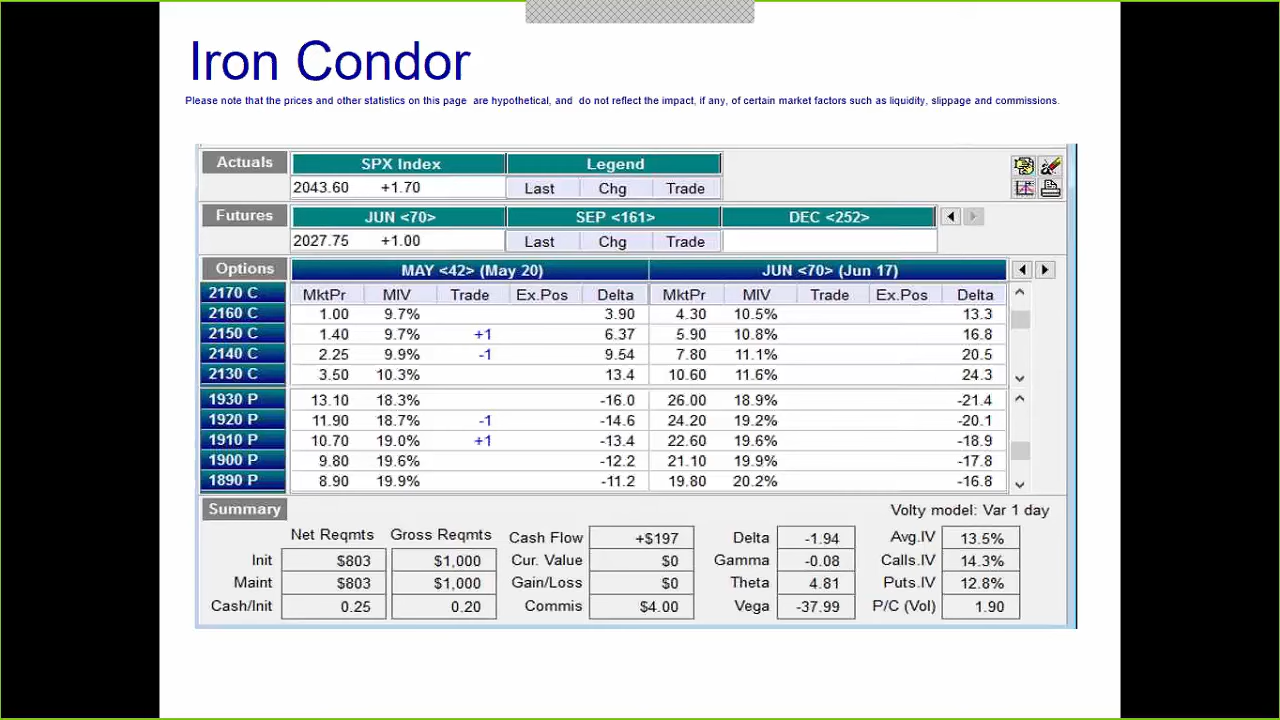 Iron Condor
Please note that the prices and other statistics on this page are hypothetical, and do not reflect the impact, if any, of certain market factors such as liquidity, slippage and commissions.
Actuals SPX Index Legend
2043.60 +1.70 Last Chg Trade
Futures JUN <70> SEP <161> DEC <252>
2027.75 +1.00 Last Chg Trade
Options MAY <42> (May 20) JUN <70> (Jun 17)
2170 C MktPr MIV Trade Ex.Pos Delta MktPr MIV Trade Ex.Pos Delta
2160 C 1.00 9.7% 3.90 4.30 10.5% 13.3
2150 C 1.40 9.7% +1 6.37 5.90 10.8% 16.8
2140 C 2.25 9.9% -1 9.54 7.80 11.1% 20.5
2130 C 3.50 10.3% 13.4 10.60 11.6% 24.3
1930 P 13.10 18.3% -16.0 26.00 18.9% -21.4
1920 P 11.90 18.7% -1 -14.6 24.20 19.2% -20.1
1910 P 10.70 19.0% +1 -13.4 22.60 19.6% -18.9
1900 P 9.80 19.6% -12.2 21.10 19.9% -17.8
1890 P 8.90 19.9% -11.2 19.80 20.2% -16.8
Summary Volty model: Var 1 day
Net Reqmts Gross Reqmts Cash Flow +$197 Delta -1.94 Avg.IV 13.5%
Init $803 $1,000 Cur. Value $0 Gamma -0.08 Calls.IV 14.3%
Maint $803 $1,000 Gain/Loss $0 Theta 4.81 Puts.IV 12.8%
Cash/Init 0.25 0.20 Commis $4.00 Vega -37.99 P/C (Vol) 1.90